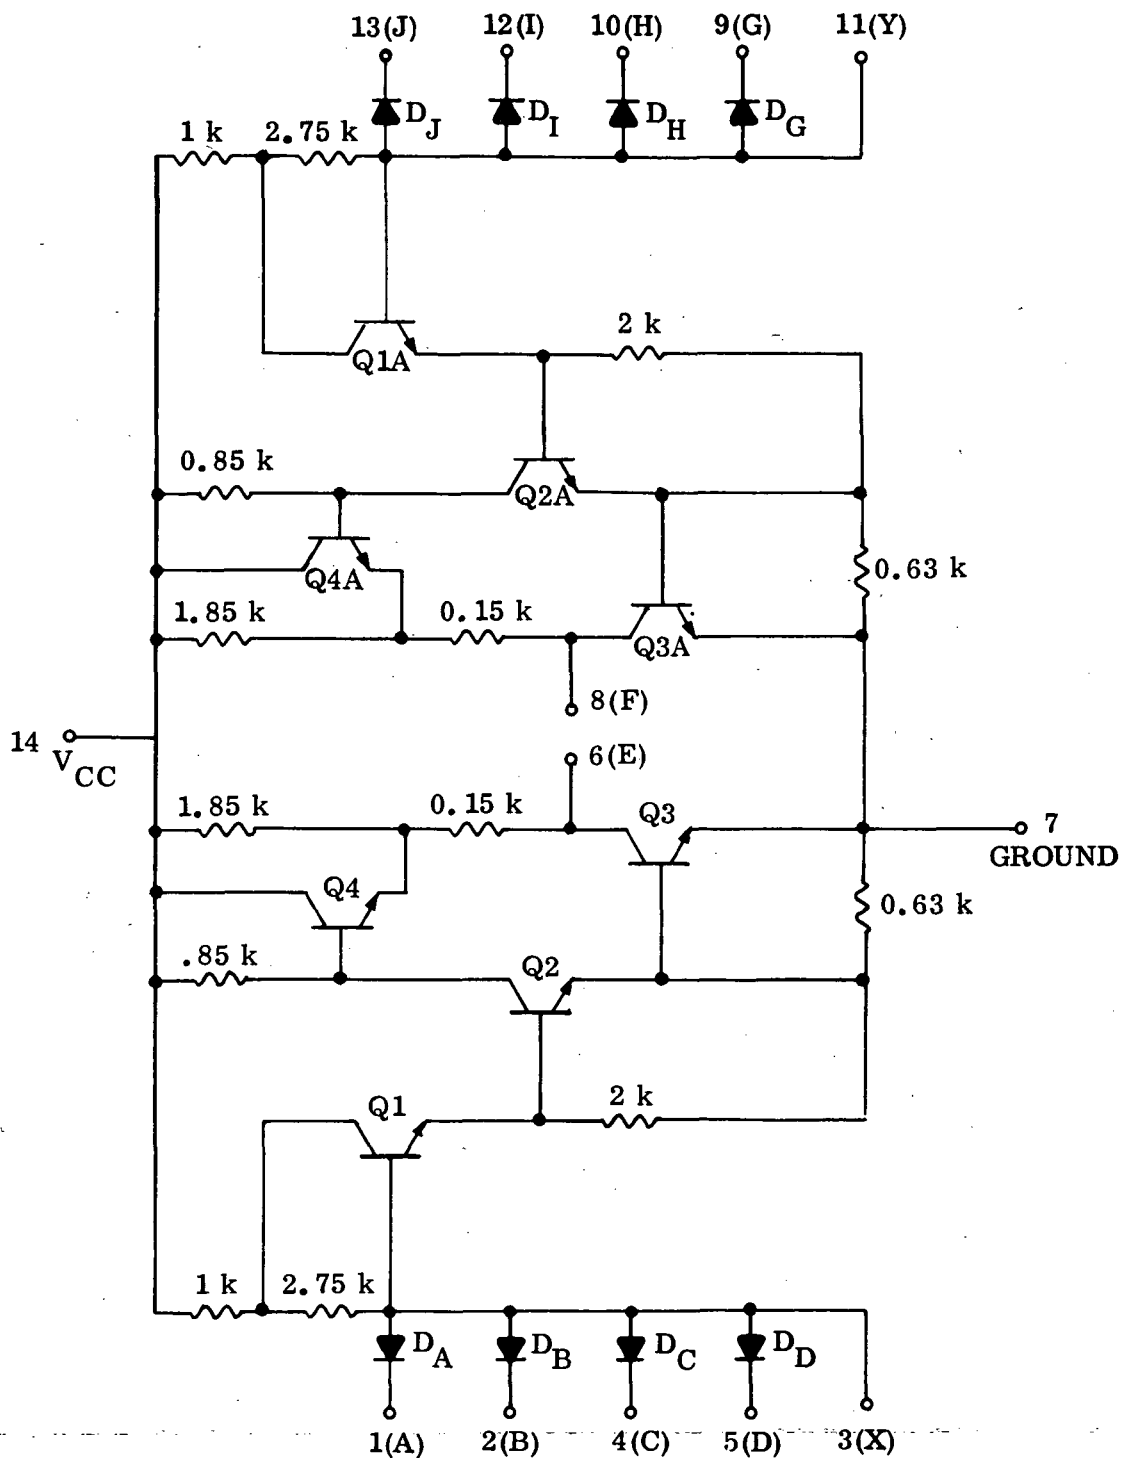 13(J) 12(I) 10(H) 9(G) 11(Y)
D_J D_I D_H D_G
1 k 2.75 k
2 k
Q1A
0.85 k
Q2A
Q4A 0.63 k
1.85 k 0.15 k
Q3A
8(F)
14 V_CC
6(E)
1.85 k 0.15 k Q3
7
GROUND
Q4
0.63 k
.85 k Q2
2 k
Q1
1 k 2.75 k
D_A D_B D_C D_D
1(A) 2(B) 4(C) 5(D) 3(X)